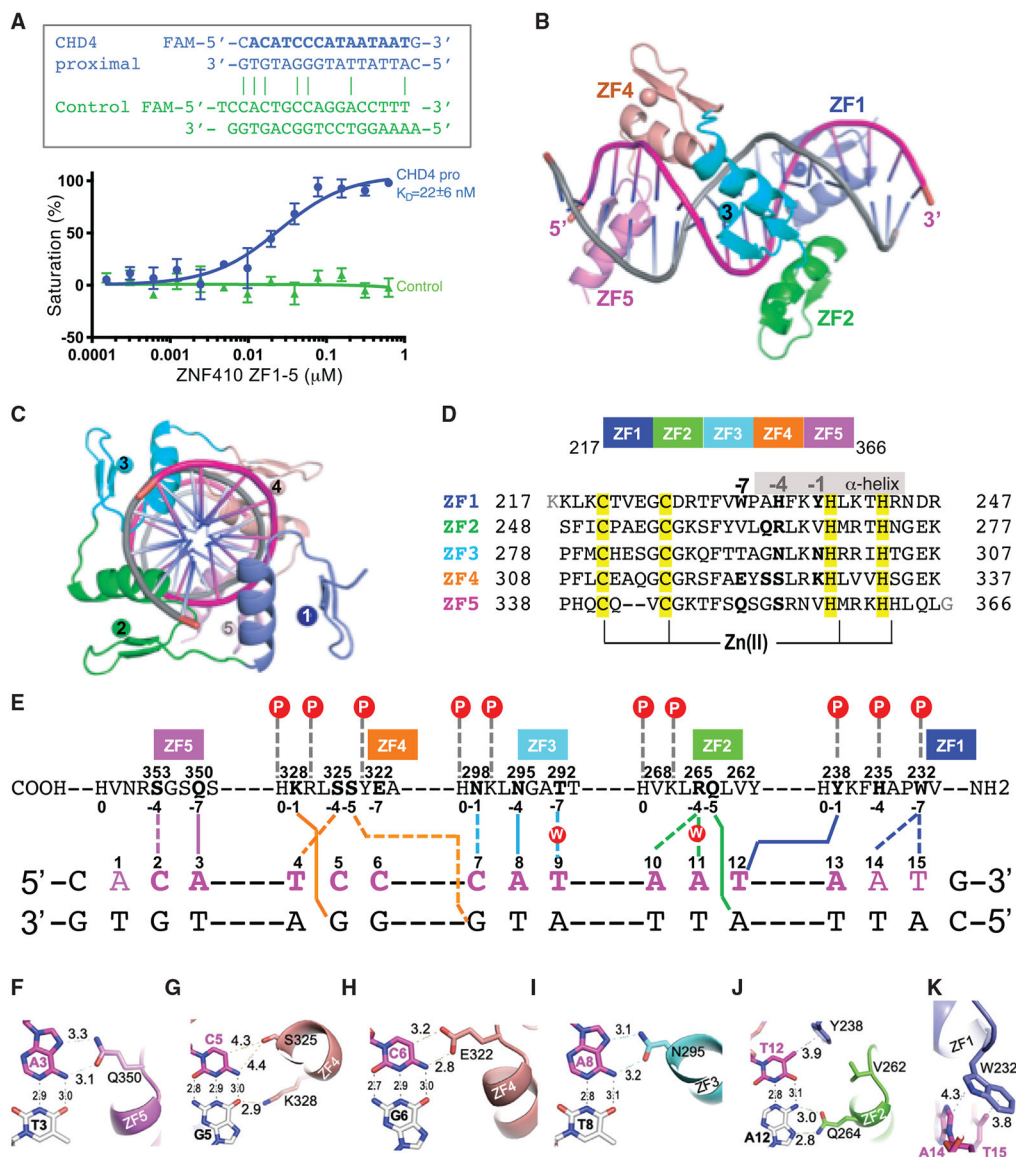 A
CHD4 FAM-5′-CACATCCCATAATAATG-3′
proximal 3′-GTGTAGGGTATTATTAC-5′
Control FAM-5′-TCCACTGCCAGGACCTTT -3′
3′- GGTGACGGTCCTGGAAAA-5′
Saturation (%)
100
50
0
-50
0.0001 0.001 0.01 0.1 1
ZNF410 ZF1-5 (μM)
CHD4 pro
KD=22±6 nM
Control
B
ZF4
ZF1
3
5′
3′
ZF5
ZF2
C
3
4
2
5
1
D
ZF1 ZF2 ZF3 ZF4 ZF5
217 366
-7 -4 -1 α-helix
ZF1 217 KKLKCTVEGCDRTFVWPAHFKYHLKTHRNDR 247
ZF2 248 SFICPAEGCGKSFYVLQRLKVHMRTHNGEK 277
ZF3 278 PFMCHESGCGKQFTTAGNLKNHRRIHTGEK 307
ZF4 308 PFLCEAQGCGRSFAEYSSLRKHLVVHSGEK 337
ZF5 338 PHQCQ--VCGKTFSQSGSRNVHMRKHHLQLG 366
Zn(II)
E
P P P P P P P P P P
ZF5 ZF4 ZF3 ZF2 ZF1
353 350 328 325 322 298 295 292 268 265 262 238 235 232
COOH-HVNRSGSQS----HKRLSSYEA--HNKLNGATT----HVKLRQLVY----HYKFHAPWV--NH2
0 -4 -7 0-1 -4-5 0-1 -4 -7 0 -4-5 0-1 -4 -7
W W
1 2 3 4 5 6 7 8 9 10 11 12 13 14 15
5′-C A C A----T C C----C A T----A A T----A A T G-3′
3′-G T G T----A G G----G T A----T T A----T T A C-5′
F
3.3
A3
3.1
Q350
2.9 3.0
T3
ZF5
G
C5
4.3
S325
4.4
ZF4
2.8 2.9 3.0
2.9
K328
G5
H
3.2
C6
2.8
E322
2.7 2.9 3.0
G6
ZF4
I
3.1
A8
N295
3.2
2.8 3.1
T8
ZF3
J
Y238
T12
3.9
V262
2.8 3.1
3.0
A12
2.8
Q264
ZF2
K
ZF1
W232
4.3
3.8
A14
T15